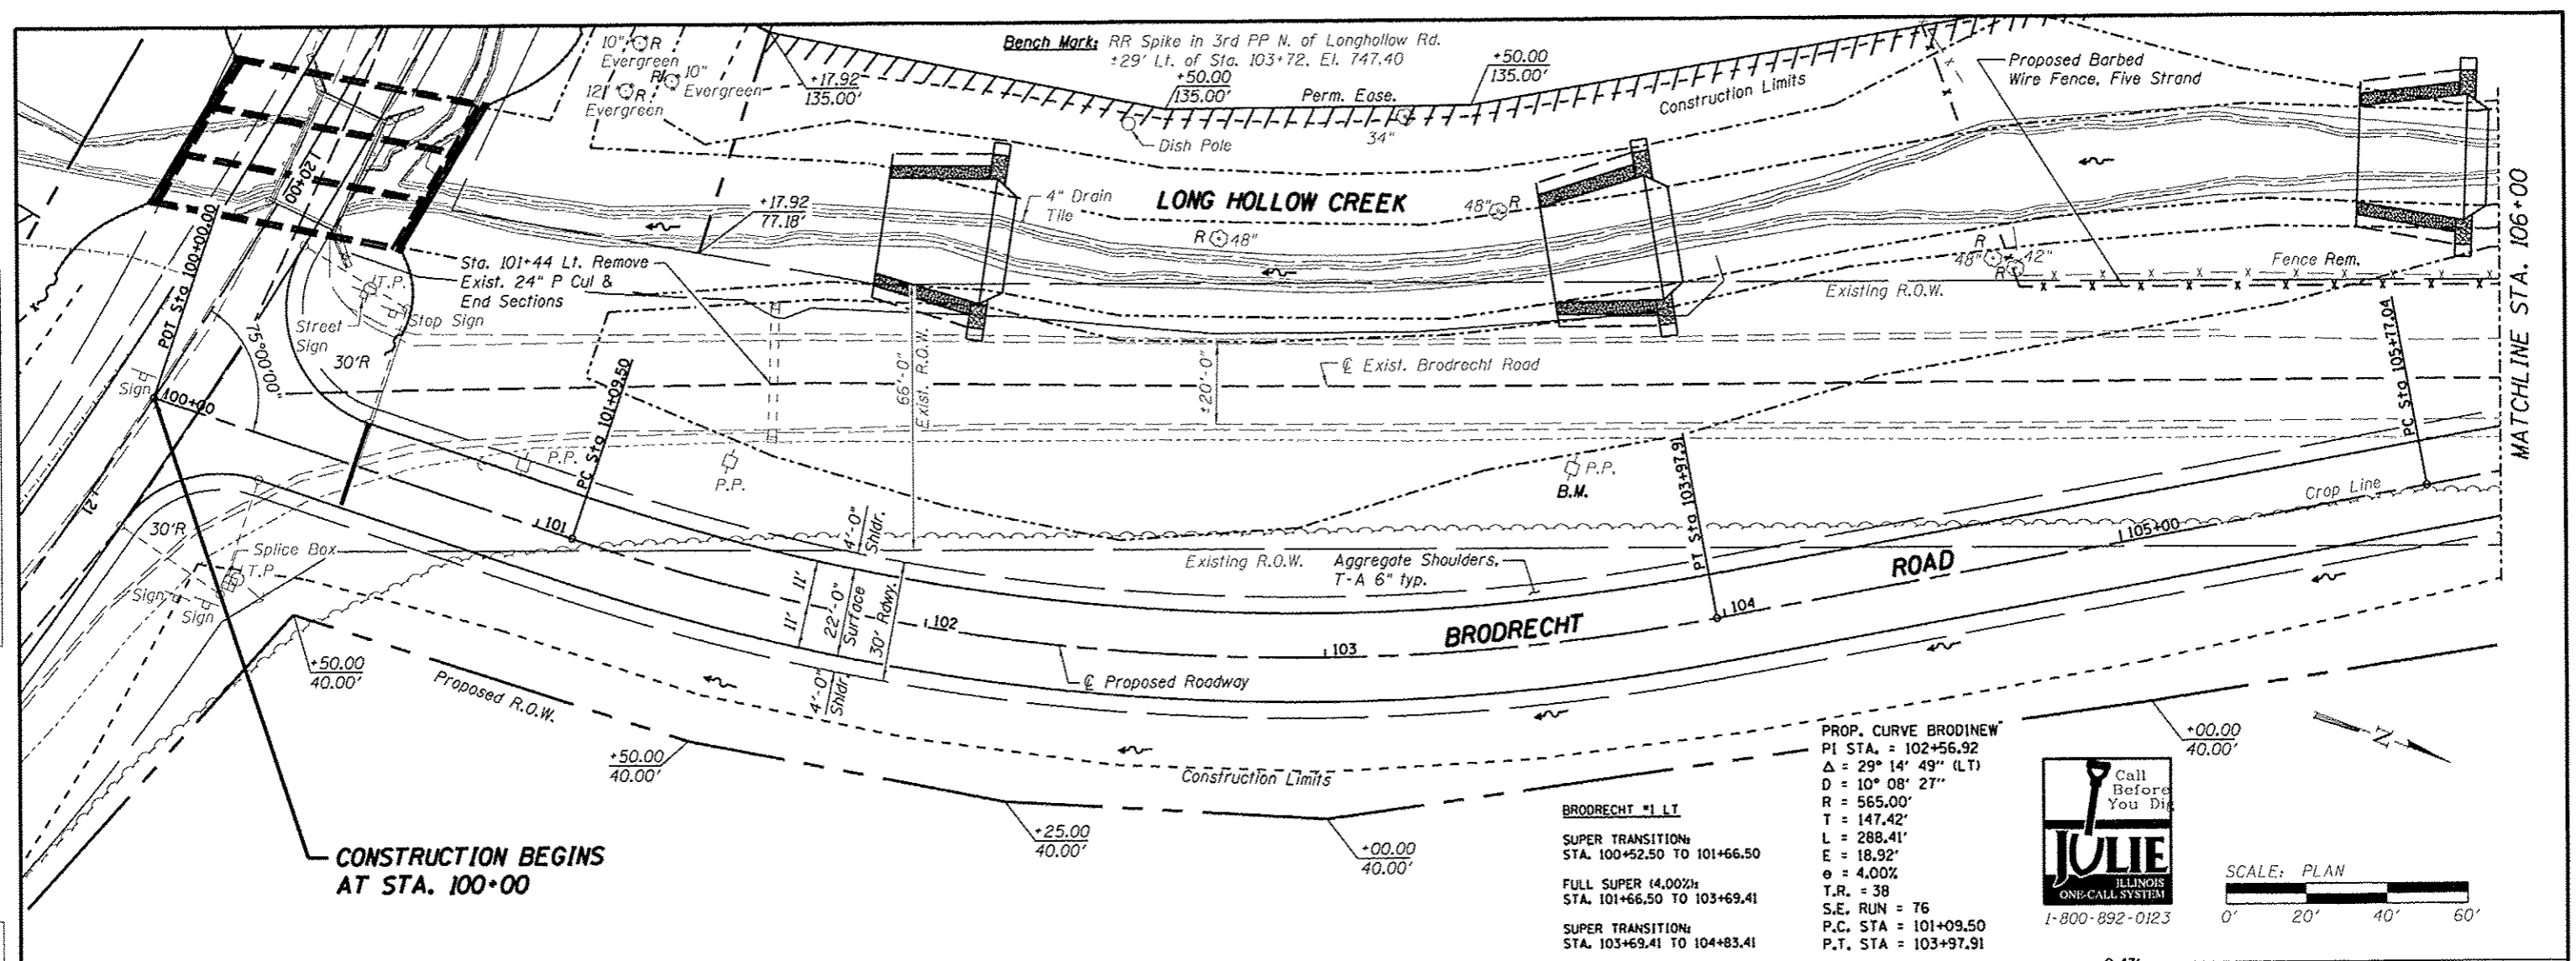 Bench Mark: RR Spike in 3rd PP N. of Longhollow Rd.
±29' Lt. of Sta. 103+72. El. 747.40
10" R
Evergreen
R 10"
Evergreen
12" R
Evergreen
+17.92
135.00'
+50.00
135.00'
+50.00
135.00'
Perm. Ease.
Construction Limits
Proposed Barbed
Wire Fence, Five Strand
Dish Pole
34"
20+00
+17.92
77.18'
4" Drain
Tile
LONG HOLLOW CREEK
R 48"
48" R
R
48"
42"
R
Fence Rem.
MATCHLINE STA. 106+00
POT Sta 100+00.00
T.P.
Sta. 101+44 Lt. Remove
Exist. 24" P Cul &
End Sections
Stop Sign
Street
Sign
30'R
75°00'00"
Existing R.O.W.
66'-0"
Exist. R.O.W.
±20'-0"
℄ Exist. Brodrecht Road
PC Sta 105+77.04
Sign
100+00
PC Sta 101+09.50
P.P.
P.P.
P.P.
B.M.
PT Sta 103+97.91
Crop Line
21
101
30'R
Splice Box
T.P.
Sign
Sign
4'-0"
Shldr.
Existing R.O.W.
Aggregate Shoulders,
T-A 6" typ.
105+00
11'
11'
22'-0"
Surface
30' Rdwy.
4'-0"
Shldr.
102
103
104
BRODRECHT
ROAD
℄ Proposed Roadway
+50.00
40.00'
Proposed R.O.W.
+50.00
40.00'
Construction Limits
+25.00
40.00'
+00.00
40.00'
+00.00
40.00'
N
CONSTRUCTION BEGINS
AT STA. 100+00
BRODRECHT #1 LT
SUPER TRANSITION:
STA. 100+52.50 TO 101+66.50
FULL SUPER (4.00%):
STA. 101+66.50 TO 103+69.41
SUPER TRANSITION:
STA. 103+69.41 TO 104+83.41
PROP. CURVE BROD1NEW"
PI STA. = 102+56.92
Δ = 29° 14' 49" (LT)
D = 10° 08' 27"
R = 565.00'
T = 147.42'
L = 288.41'
E = 18.92'
e = 4.00%
T.R. = 38
S.E. RUN = 76
P.C. STA = 101+09.50
P.T. STA = 103+97.91
Call
Before
You Dig
JULIE
ILLINOIS
ONE-CALL SYSTEM
1-800-892-0123
SCALE: PLAN
0' 20' 40' 60'